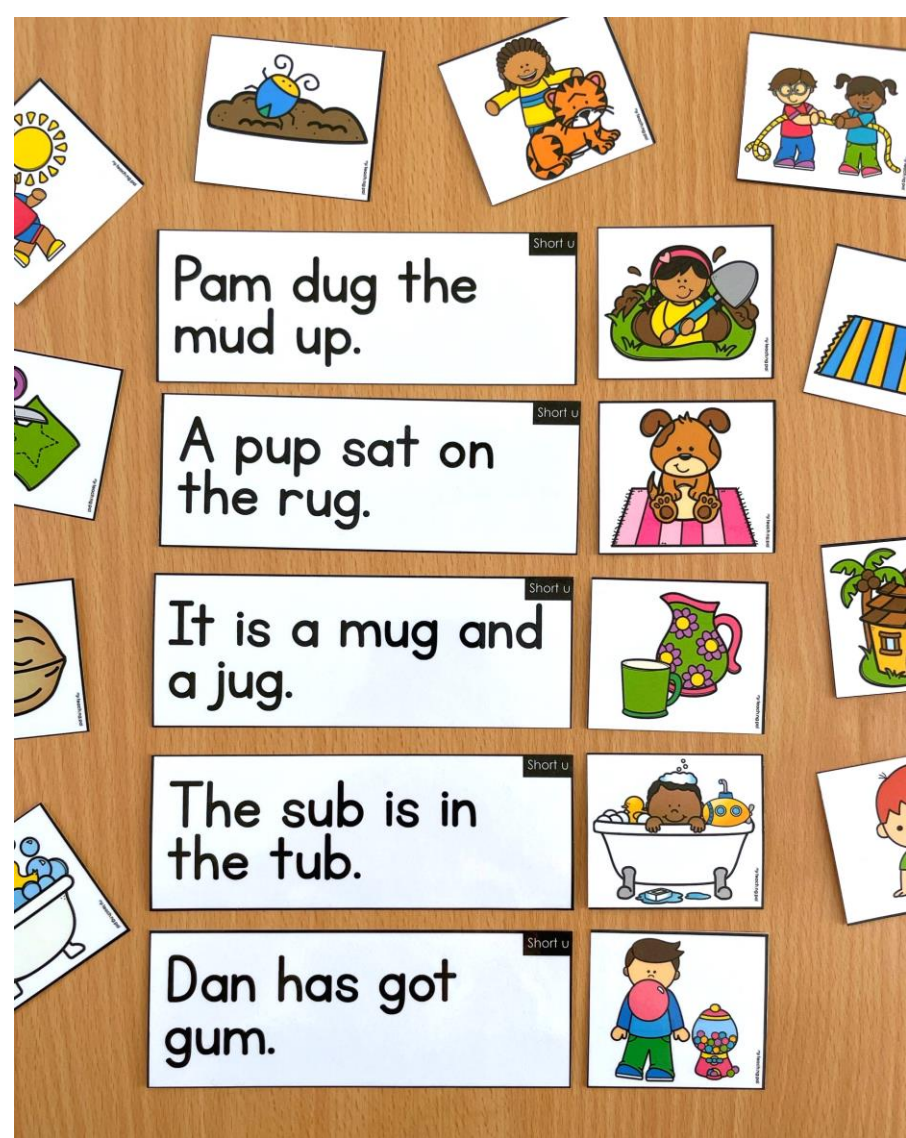 Short u
Pam dug the
mud up.
Short u
A pup sat on
the rug.
Short u
It is a mug and
a jug.
Short u
The sub is in
the tub.
Short u
Dan has got
gum.